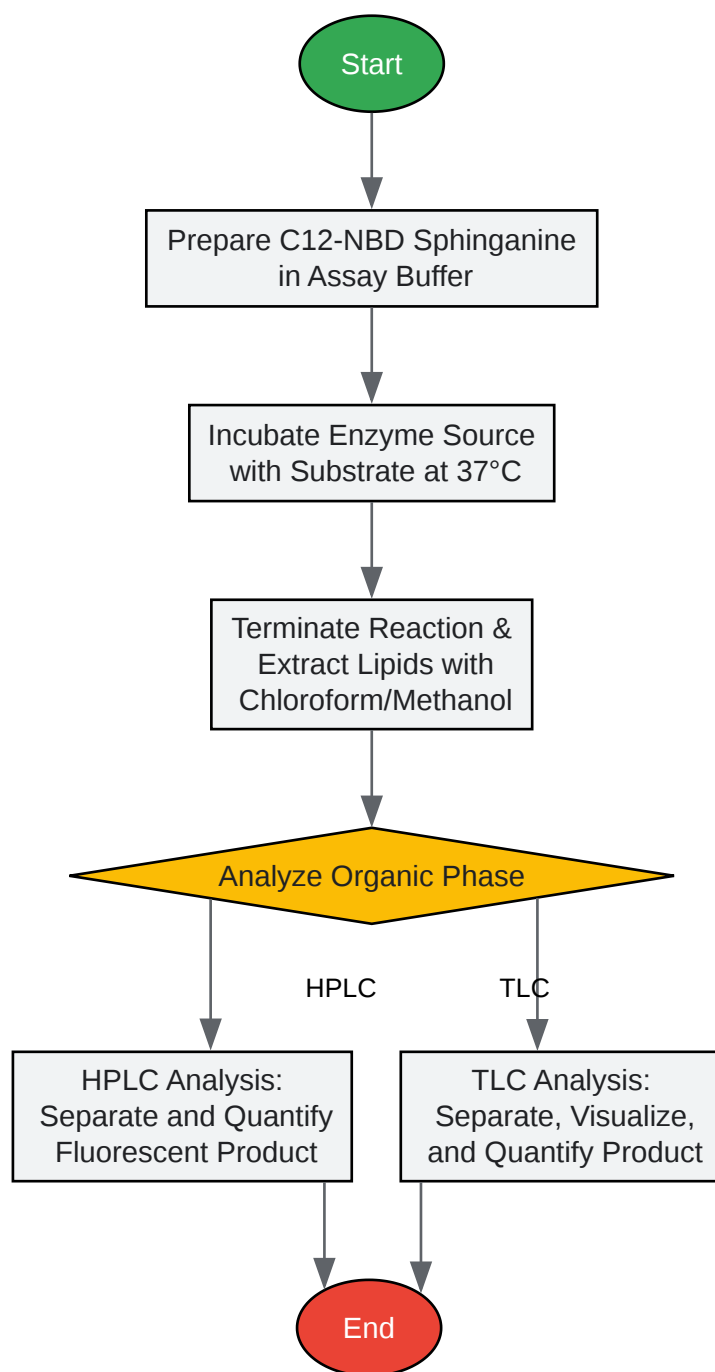 Start
Prepare C12-NBD Sphinganine
in Assay Buffer
Incubate Enzyme Source
with Substrate at 37°C
Terminate Reaction &
Extract Lipids with
Chloroform/Methanol
Analyze Organic Phase
HPLC
TLC
HPLC Analysis:
Separate and Quantify
Fluorescent Product
TLC Analysis:
Separate, Visualize,
and Quantify Product
End